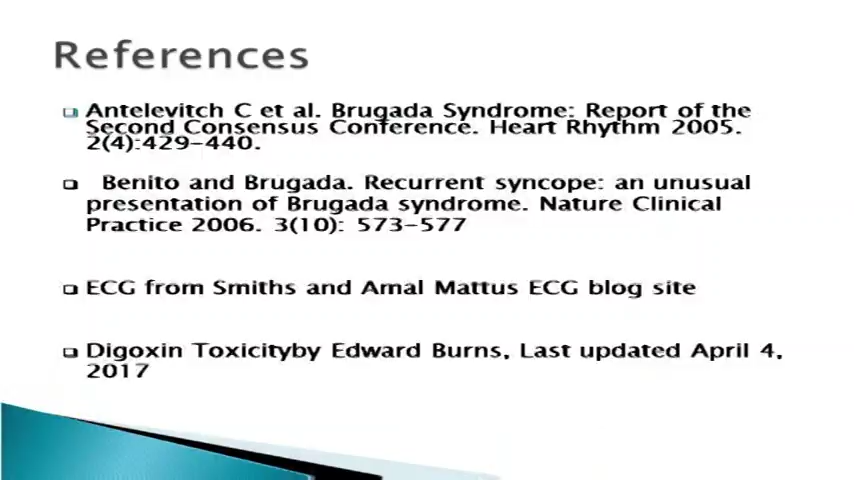 References
Antelevitch C et al. Brugada Syndrome: Report of the
Second Consensus Conference. Heart Rhythm 2005.
2(4):429-440.
Benito and Brugada. Recurrent syncope: an unusual
presentation of Brugada syndrome. Nature Clinical
Practice 2006. 3(10): 573-577
ECG from Smiths and Amal Mattus ECG blog site
Digoxin Toxicityby Edward Burns, Last updated April 4,
2017